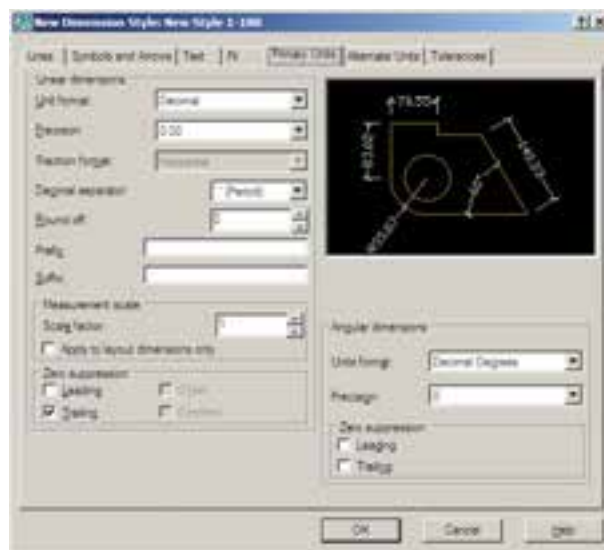 New Dimension Style: New Style 1-100
Lines Symbols and Arrows Text Fit Primary Units Alternate Units Tolerances
Linear dimensions
Unit format: Decimal
Precision 0.00
Fraction format:
Decimal separator: '.' (Period)
Round off:
Prefix:
Suffix:
Measurement scale
Scale factor: 1
Apply to layout dimensions only
Zero suppression
Leading
Trailing
Angular dimensions
Units format: Decimal Degrees
Precision: 0
Zero suppression
Leading
Trailing
OK Cancel Help